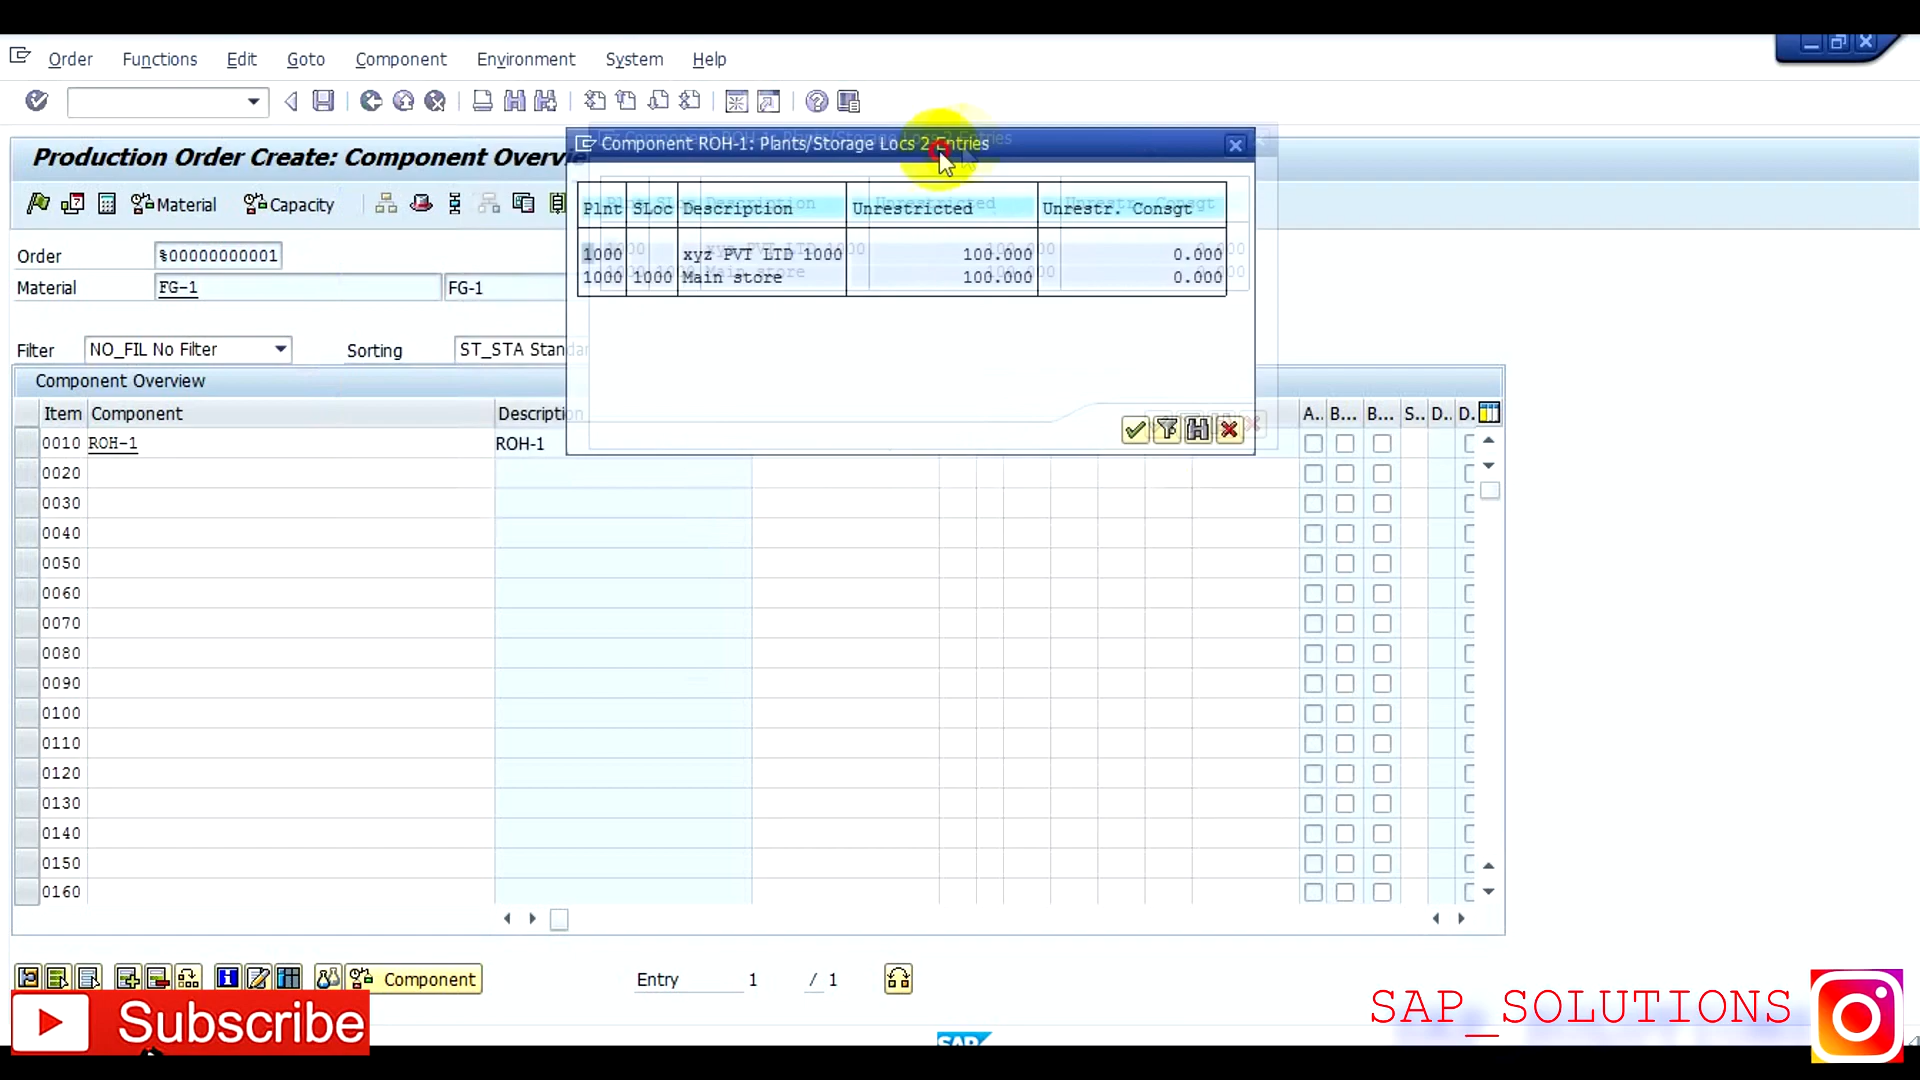 Order Functions Edit Goto Component Environment System Help
Production Order Create: Component Overvie
Material Capacity
Order %00000000001
Material FG-1 FG-1
Filter NO_FIL No Filter Sorting ST_STA Standar
Component ROH-1: Plants/Storage Locs 2 Entries
Plnt SLoc Description Unrestricted Unrestr. Consgt
1000 xyz PVT LTD 1000 100.000 0.000
1000 1000 Main store 100.000 0.000
Component Overview
Item Component Description A.. B... B... S.. D.. D.
0010 ROH-1 ROH-1
0020
0030
0040
0050
0060
0070
0080
0090
0100
0110
0120
0130
0140
0150
0160
Component Entry 1 / 1
Subscribe
SAP_SOLUTIONS
SAP